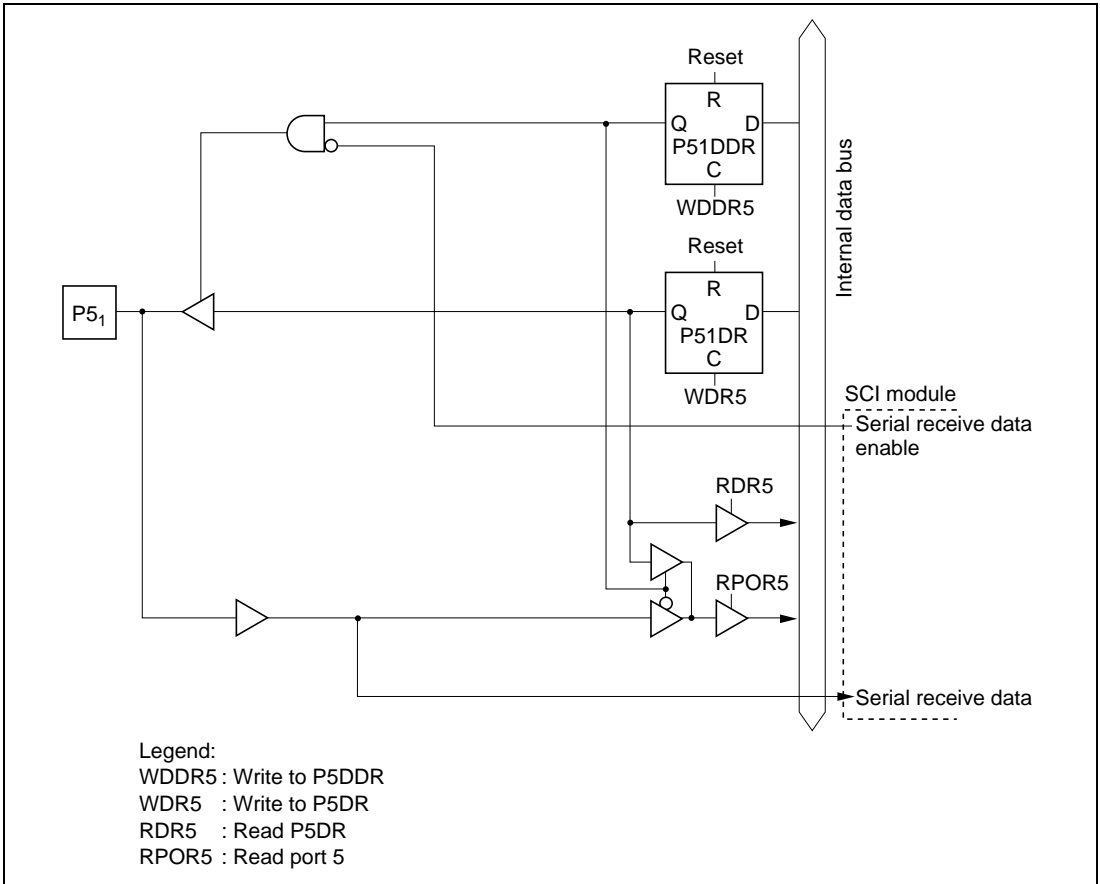 Reset
R
Q D
P51DDR
C
WDDR5
Internal data bus
Reset
R
P5₁
Q D
P51DR
C
WDR5
SCI module
Serial receive data
enable
RDR5
RPOR5
Serial receive data
Legend:
WDDR5 : Write to P5DDR
WDR5 : Write to P5DR
RDR5 : Read P5DR
RPOR5 : Read port 5